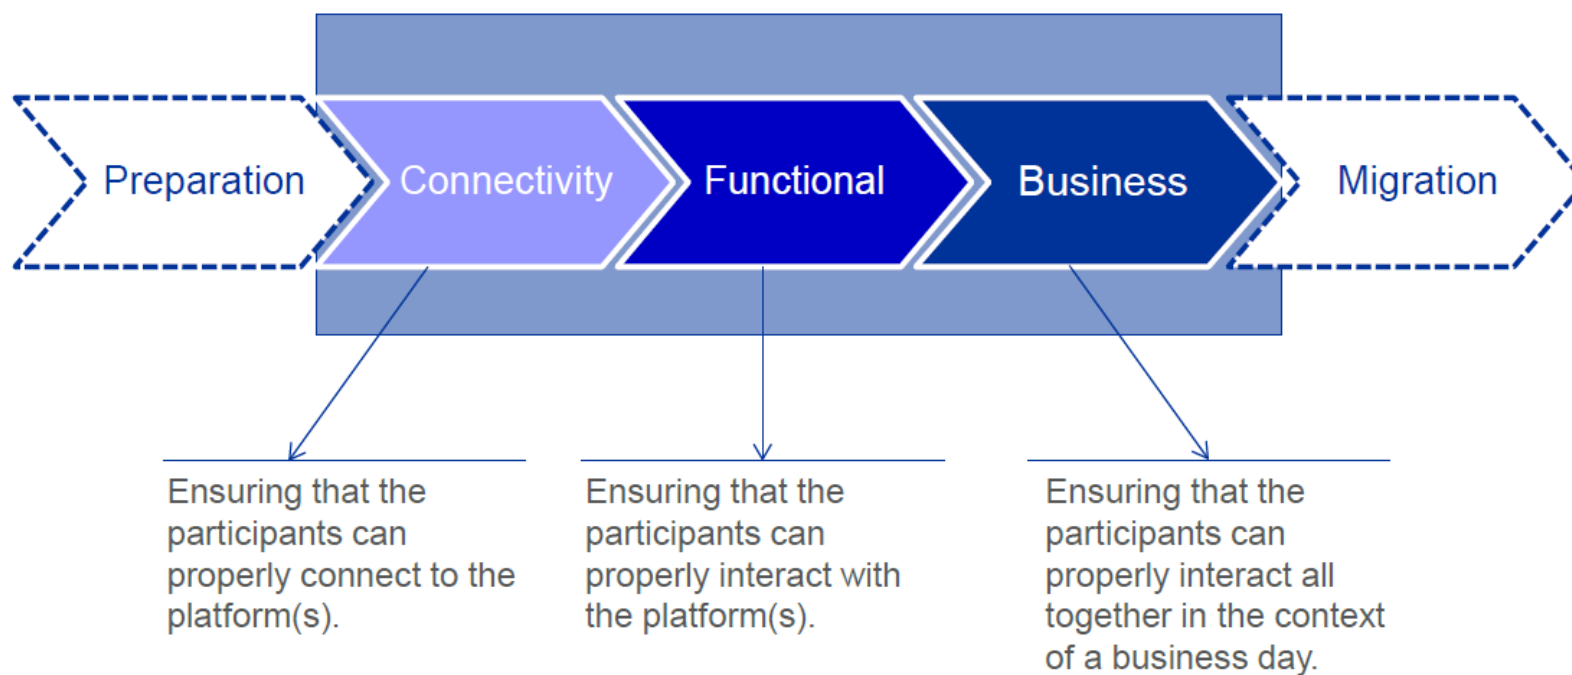 Preparation
Connectivity
Functional
Business
Migration
Ensuring that the
participants can
properly connect to the
platform(s).
Ensuring that the
participants can
properly interact with
the platform(s).
Ensuring that the
participants can
properly interact all
together in the context
of a business day.